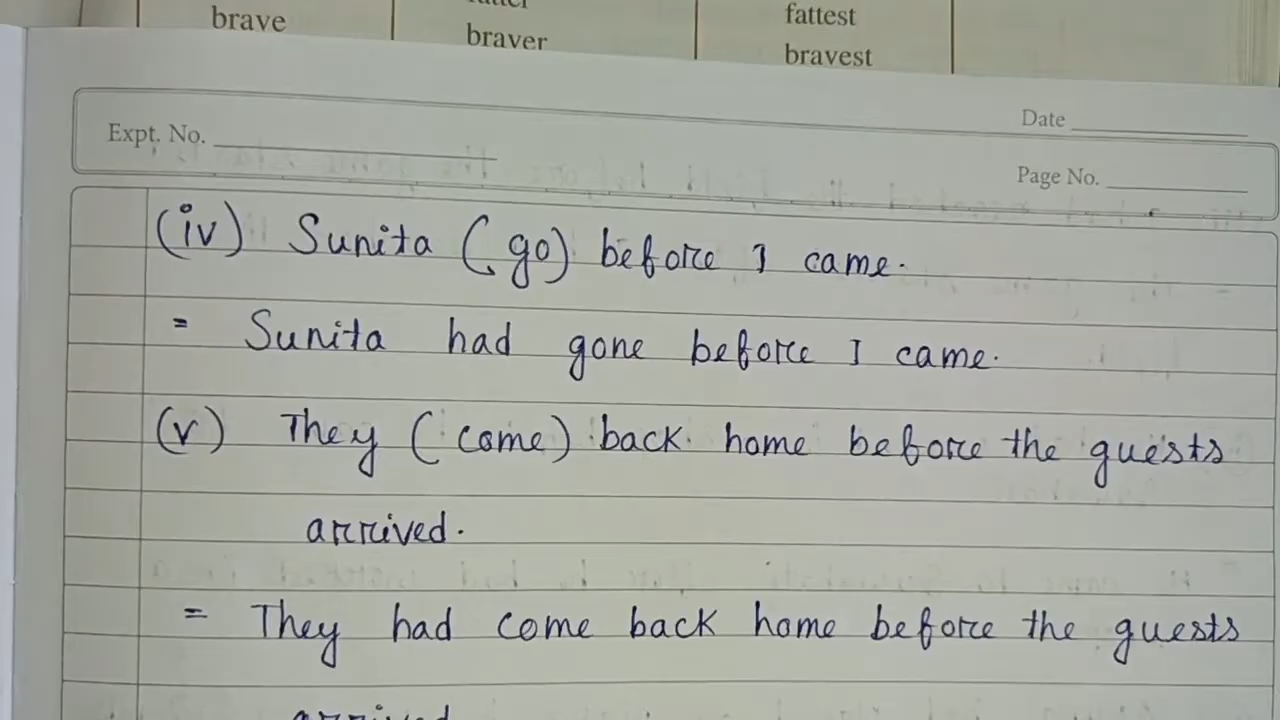 brave braver fattest
bravest
Expt. No.
Date
Page No.
(iv) Sunita (go) before I came.
= Sunita had gone before I came.
(v) They (come) back home before the guests
arrived.
= They had come back home before the guests
arrived